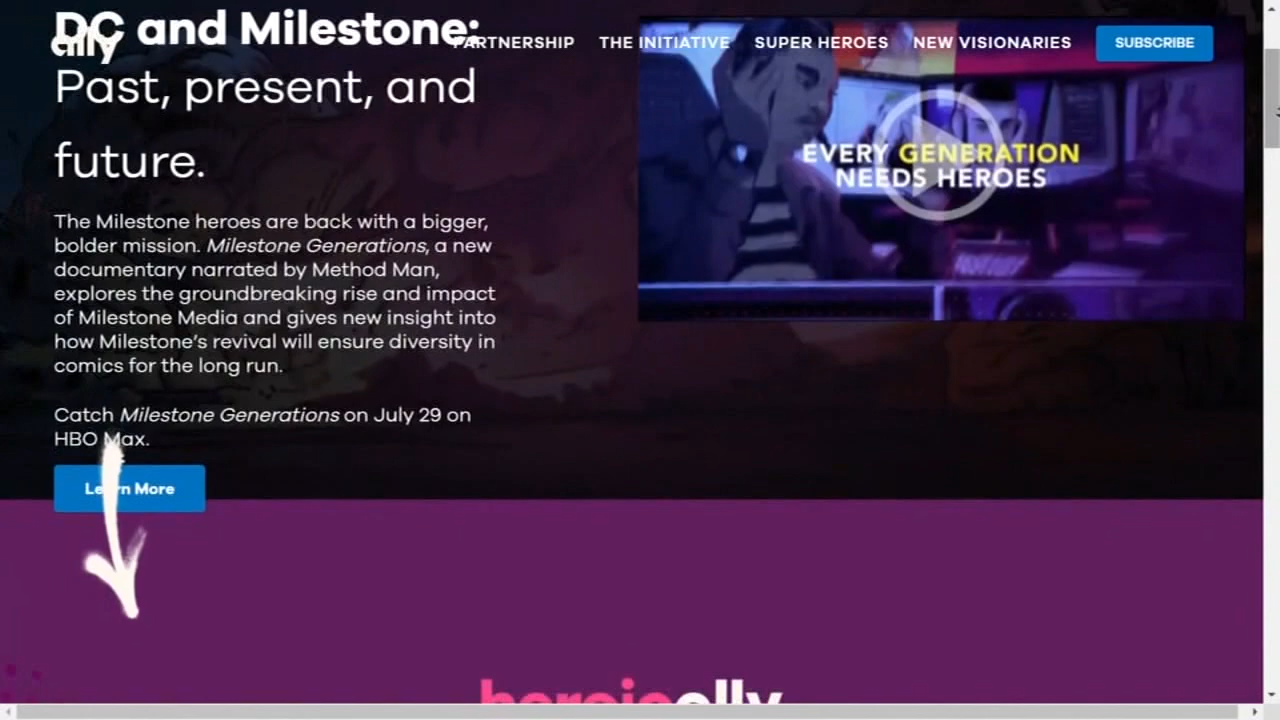 DC and Milestone:
ally
PARTNERSHIP THE INITIATIVE SUPER HEROES NEW VISIONARIES SUBSCRIBE
Past, present, and
future.
EVERY GENERATION
NEEDS HEROES
The Milestone heroes are back with a bigger,
bolder mission. Milestone Generations, a new
documentary narrated by Method Man,
explores the groundbreaking rise and impact
of Milestone Media and gives new insight into
how Milestone’s revival will ensure diversity in
comics for the long run.
Catch Milestone Generations on July 29 on
HBO Max.
Learn More
heroically